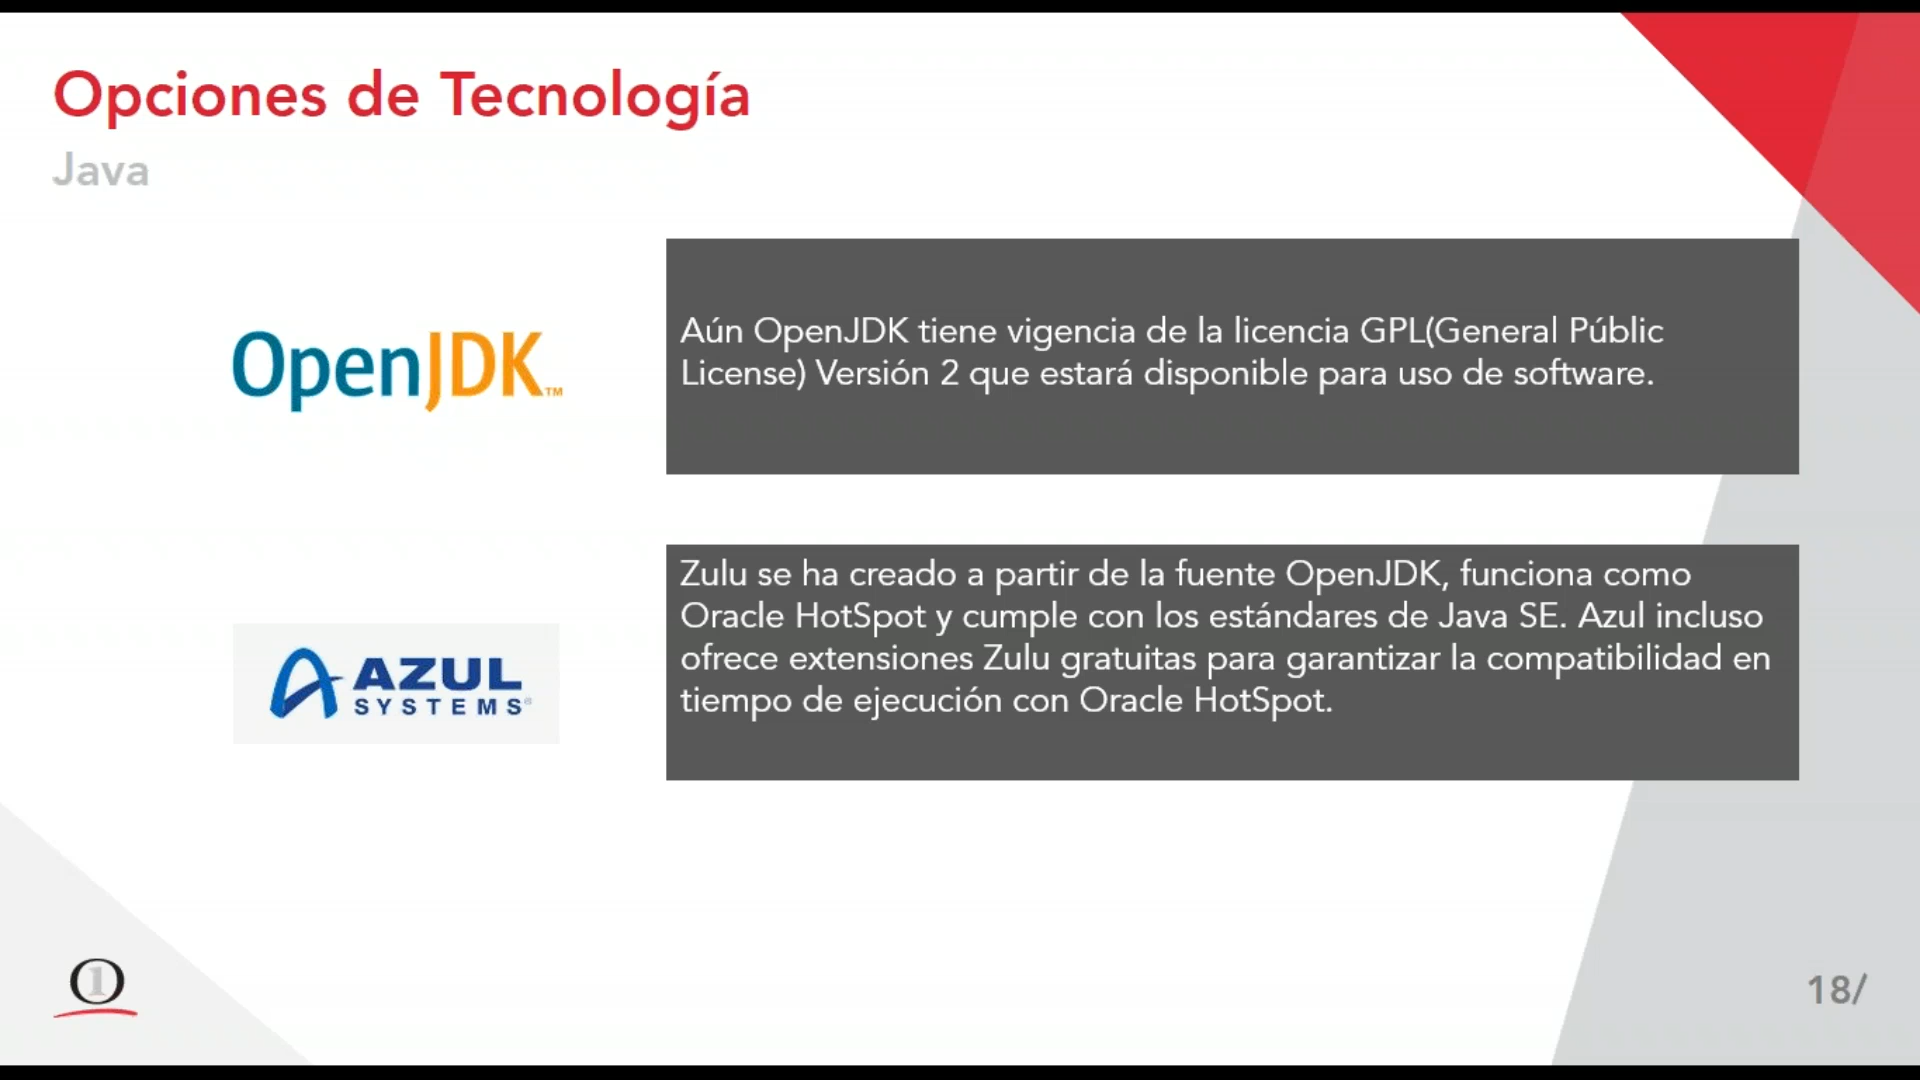 Opciones de Tecnología
Java
OpenJDK™
Aún OpenJDK tiene vigencia de la licencia GPL(General Públic
License) Versión 2 que estará disponible para uso de software.
AZUL
SYSTEMS®
Zulu se ha creado a partir de la fuente OpenJDK, funciona como
Oracle HotSpot y cumple con los estándares de Java SE. Azul incluso
ofrece extensiones Zulu gratuitas para garantizar la compatibilidad en
tiempo de ejecución con Oracle HotSpot.
O1
18/